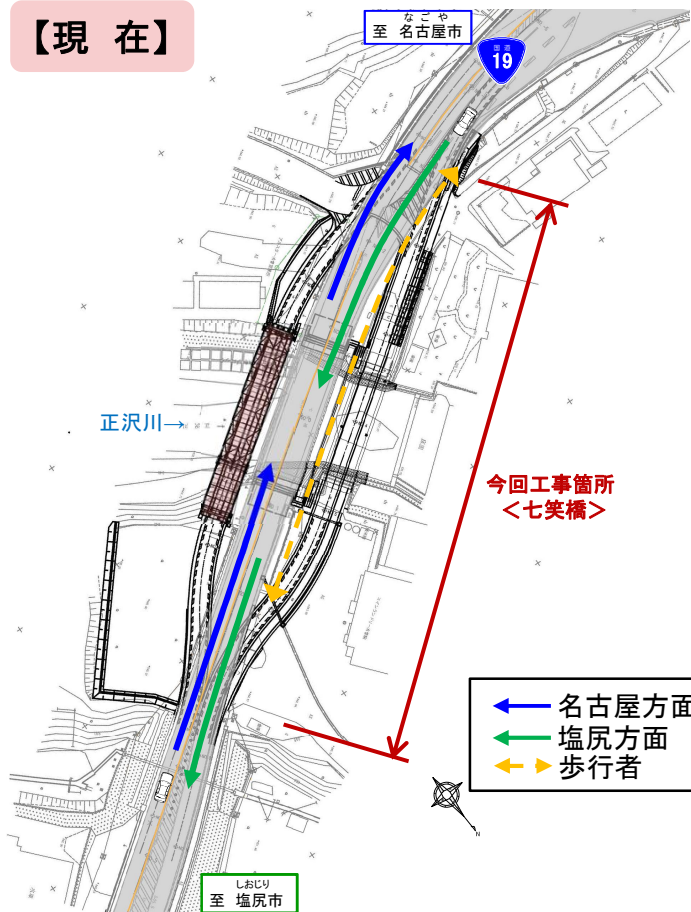 【現 在】
なごや
至 名古屋市
国道
19
正沢川→
今回工事箇所
<七笑橋>
名古屋方面
塩尻方面
歩行者
N
しおじり
至 塩尻市